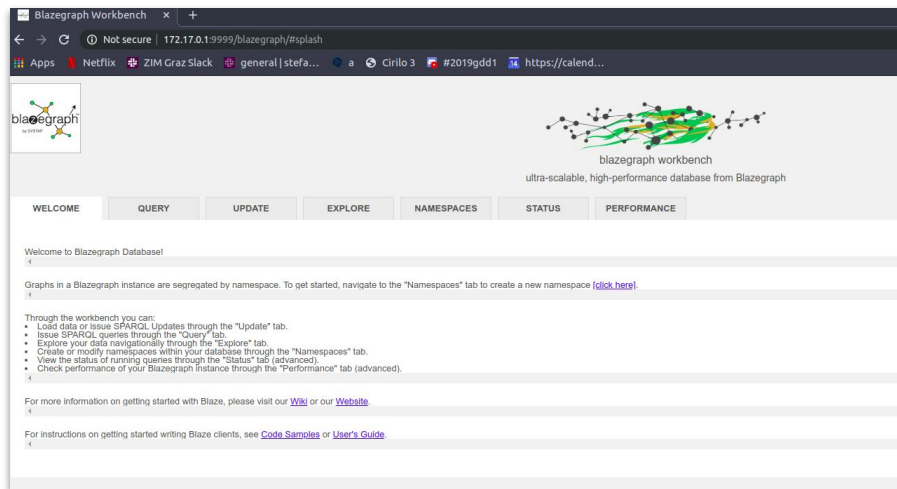 Blazegraph Workbench × +
Not secure | 172.17.0.1:9999/blazegraph/#splash
Apps Netflix ZIM Graz Slack general | stefa... a Cirilo 3 #2019gdd1 14 https://calend...
blazegraph
by SYSTAP
blazegraph workbench
ultra-scalable, high-performance database from Blazegraph
WELCOME QUERY UPDATE EXPLORE NAMESPACES STATUS PERFORMANCE
Welcome to Blazegraph Database!
Graphs in a Blazegraph instance are segregated by namespace. To get started, navigate to the "Namespaces" tab to create a new namespace [click here].
Through the workbench you can:
• Load data or issue SPARQL Updates through the "Update" tab.
• Issue SPARQL queries through the "Query" tab.
• Explore your data navigationally through the "Explore" tab.
• Create or modify namespaces within your database through the "Namespaces" tab.
• View the status of running queries through the "Status" tab (advanced).
• Check performance of your Blazegraph instance through the "Performance" tab (advanced).
For more information on getting started with Blaze, please visit our Wiki or our Website.
For instructions on getting started writing Blaze clients, see Code Samples or User's Guide.